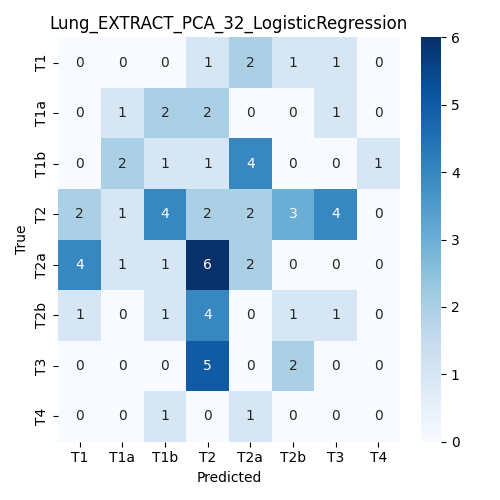 Lung_EXTRACT_PCA_32_LogisticRegression
T1 0 0 0 1 2 1 1 0
T1a 0 1 2 2 0 0 1 0
T1b 0 2 1 1 4 0 0 1
T2 2 1 4 2 2 3 4 0
T2a 4 1 1 6 2 0 0 0
T2b 1 0 1 4 0 1 1 0
T3 0 0 0 5 0 2 0 0
T4 0 0 1 0 1 0 0 0
T1 T1a T1b T2 T2a T2b T3 T4
Predicted
True
6
5
4
3
2
1
0